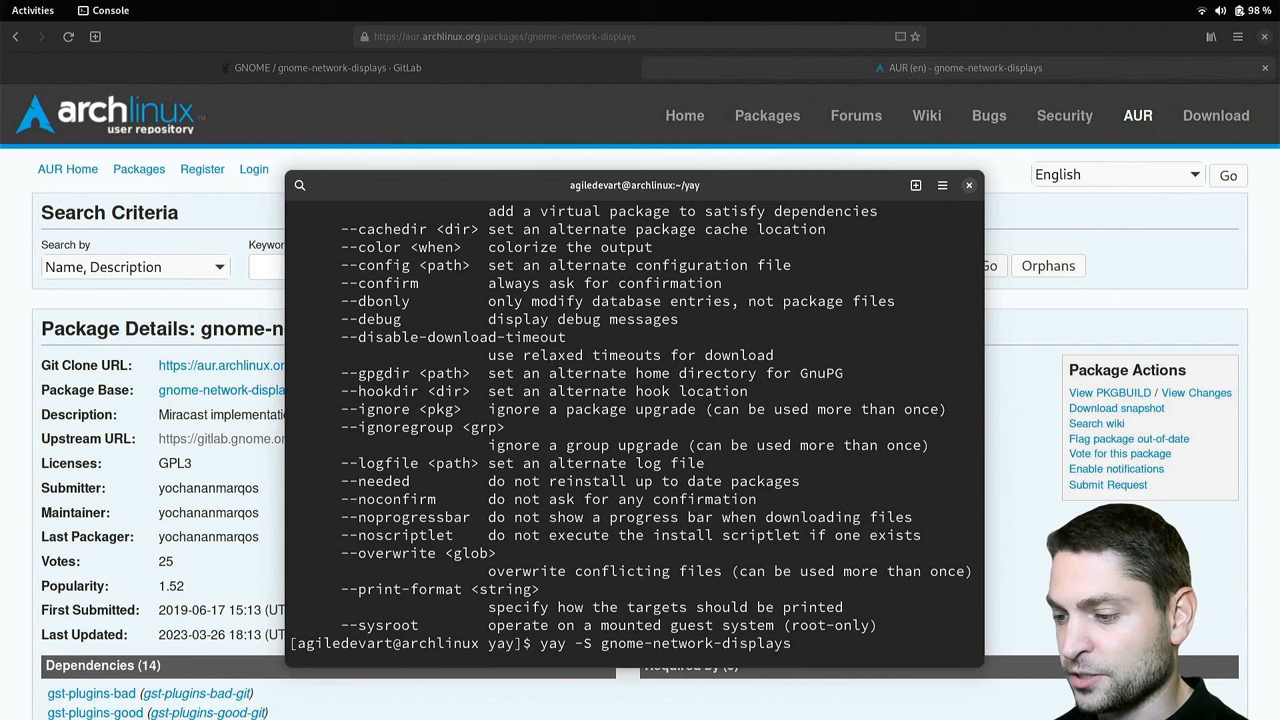 Activities
Console
98 %
https://aur.archlinux.org/packages/gnome-network-displays
GNOME / gnome-network-displays · GitLab
AUR (en) - gnome-network-displays
archlinux
user repository
Home Packages Forums Wiki Bugs Security AUR Download
AUR Home Packages Register Login
English
Go
Search Criteria
Search by
Name, Description
Go
Orphans
Package Details: gnome-n
Git Clone URL: https://aur.archlinux.or
Package Base: gnome-network-displa
Description: Miracast implementati
Upstream URL: https://gitlab.gnome.o
Licenses: GPL3
Submitter: yochananmarqos
Maintainer: yochananmarqos
Last Packager: yochananmarqos
Votes: 25
Popularity: 1.52
First Submitted: 2019-06-17 15:13 (UT
Last Updated: 2023-03-26 18:13 (UT
Dependencies (14)
gst-plugins-bad (gst-plugins-bad-git)
gst-plugins-good (gst-plugins-good-git)
agiledevart@archlinux:~/yay
add a virtual package to satisfy dependencies
--cachedir <dir> set an alternate package cache location
--color <when> colorize the output
--config <path> set an alternate configuration file
--confirm always ask for confirmation
--dbonly only modify database entries, not package files
--debug display debug messages
--disable-download-timeout
use relaxed timeouts for download
--gpgdir <path> set an alternate home directory for GnuPG
--hookdir <dir> set an alternate hook location
--ignore <pkg> ignore a package upgrade (can be used more than once)
--ignoregroup <grp>
ignore a group upgrade (can be used more than once)
--logfile <path> set an alternate log file
--needed do not reinstall up to date packages
--noconfirm do not ask for any confirmation
--noprogressbar do not show a progress bar when downloading files
--noscriptlet do not execute the install scriptlet if one exists
--overwrite <glob>
overwrite conflicting files (can be used more than once)
--print-format <string>
specify how the targets should be printed
--sysroot operate on a mounted guest system (root-only)
[agiledevart@archlinux yay]$ yay -S gnome-network-displays
Package Actions
View PKGBUILD / View Changes
Download snapshot
Search wiki
Flag package out-of-date
Vote for this package
Enable notifications
Submit Request